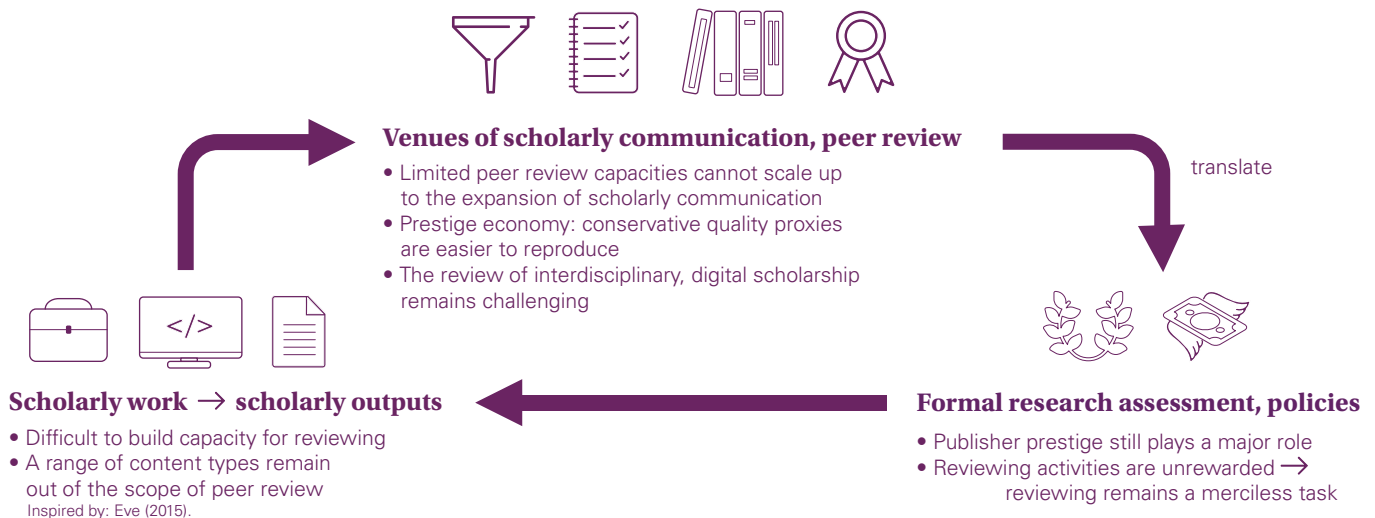 Venues of scholarly communication, peer review
• Limited peer review capacities cannot scale up
to the expansion of scholarly communication
• Prestige economy: conservative quality proxies
are easier to reproduce
• The review of interdisciplinary, digital scholarship
remains challenging
translate
</>
Scholarly work → scholarly outputs
• Difficult to build capacity for reviewing
• A range of content types remain
out of the scope of peer review
Inspired by: Eve (2015).
Formal research assessment, policies
• Publisher prestige still plays a major role
• Reviewing activities are unrewarded →
reviewing remains a merciless task